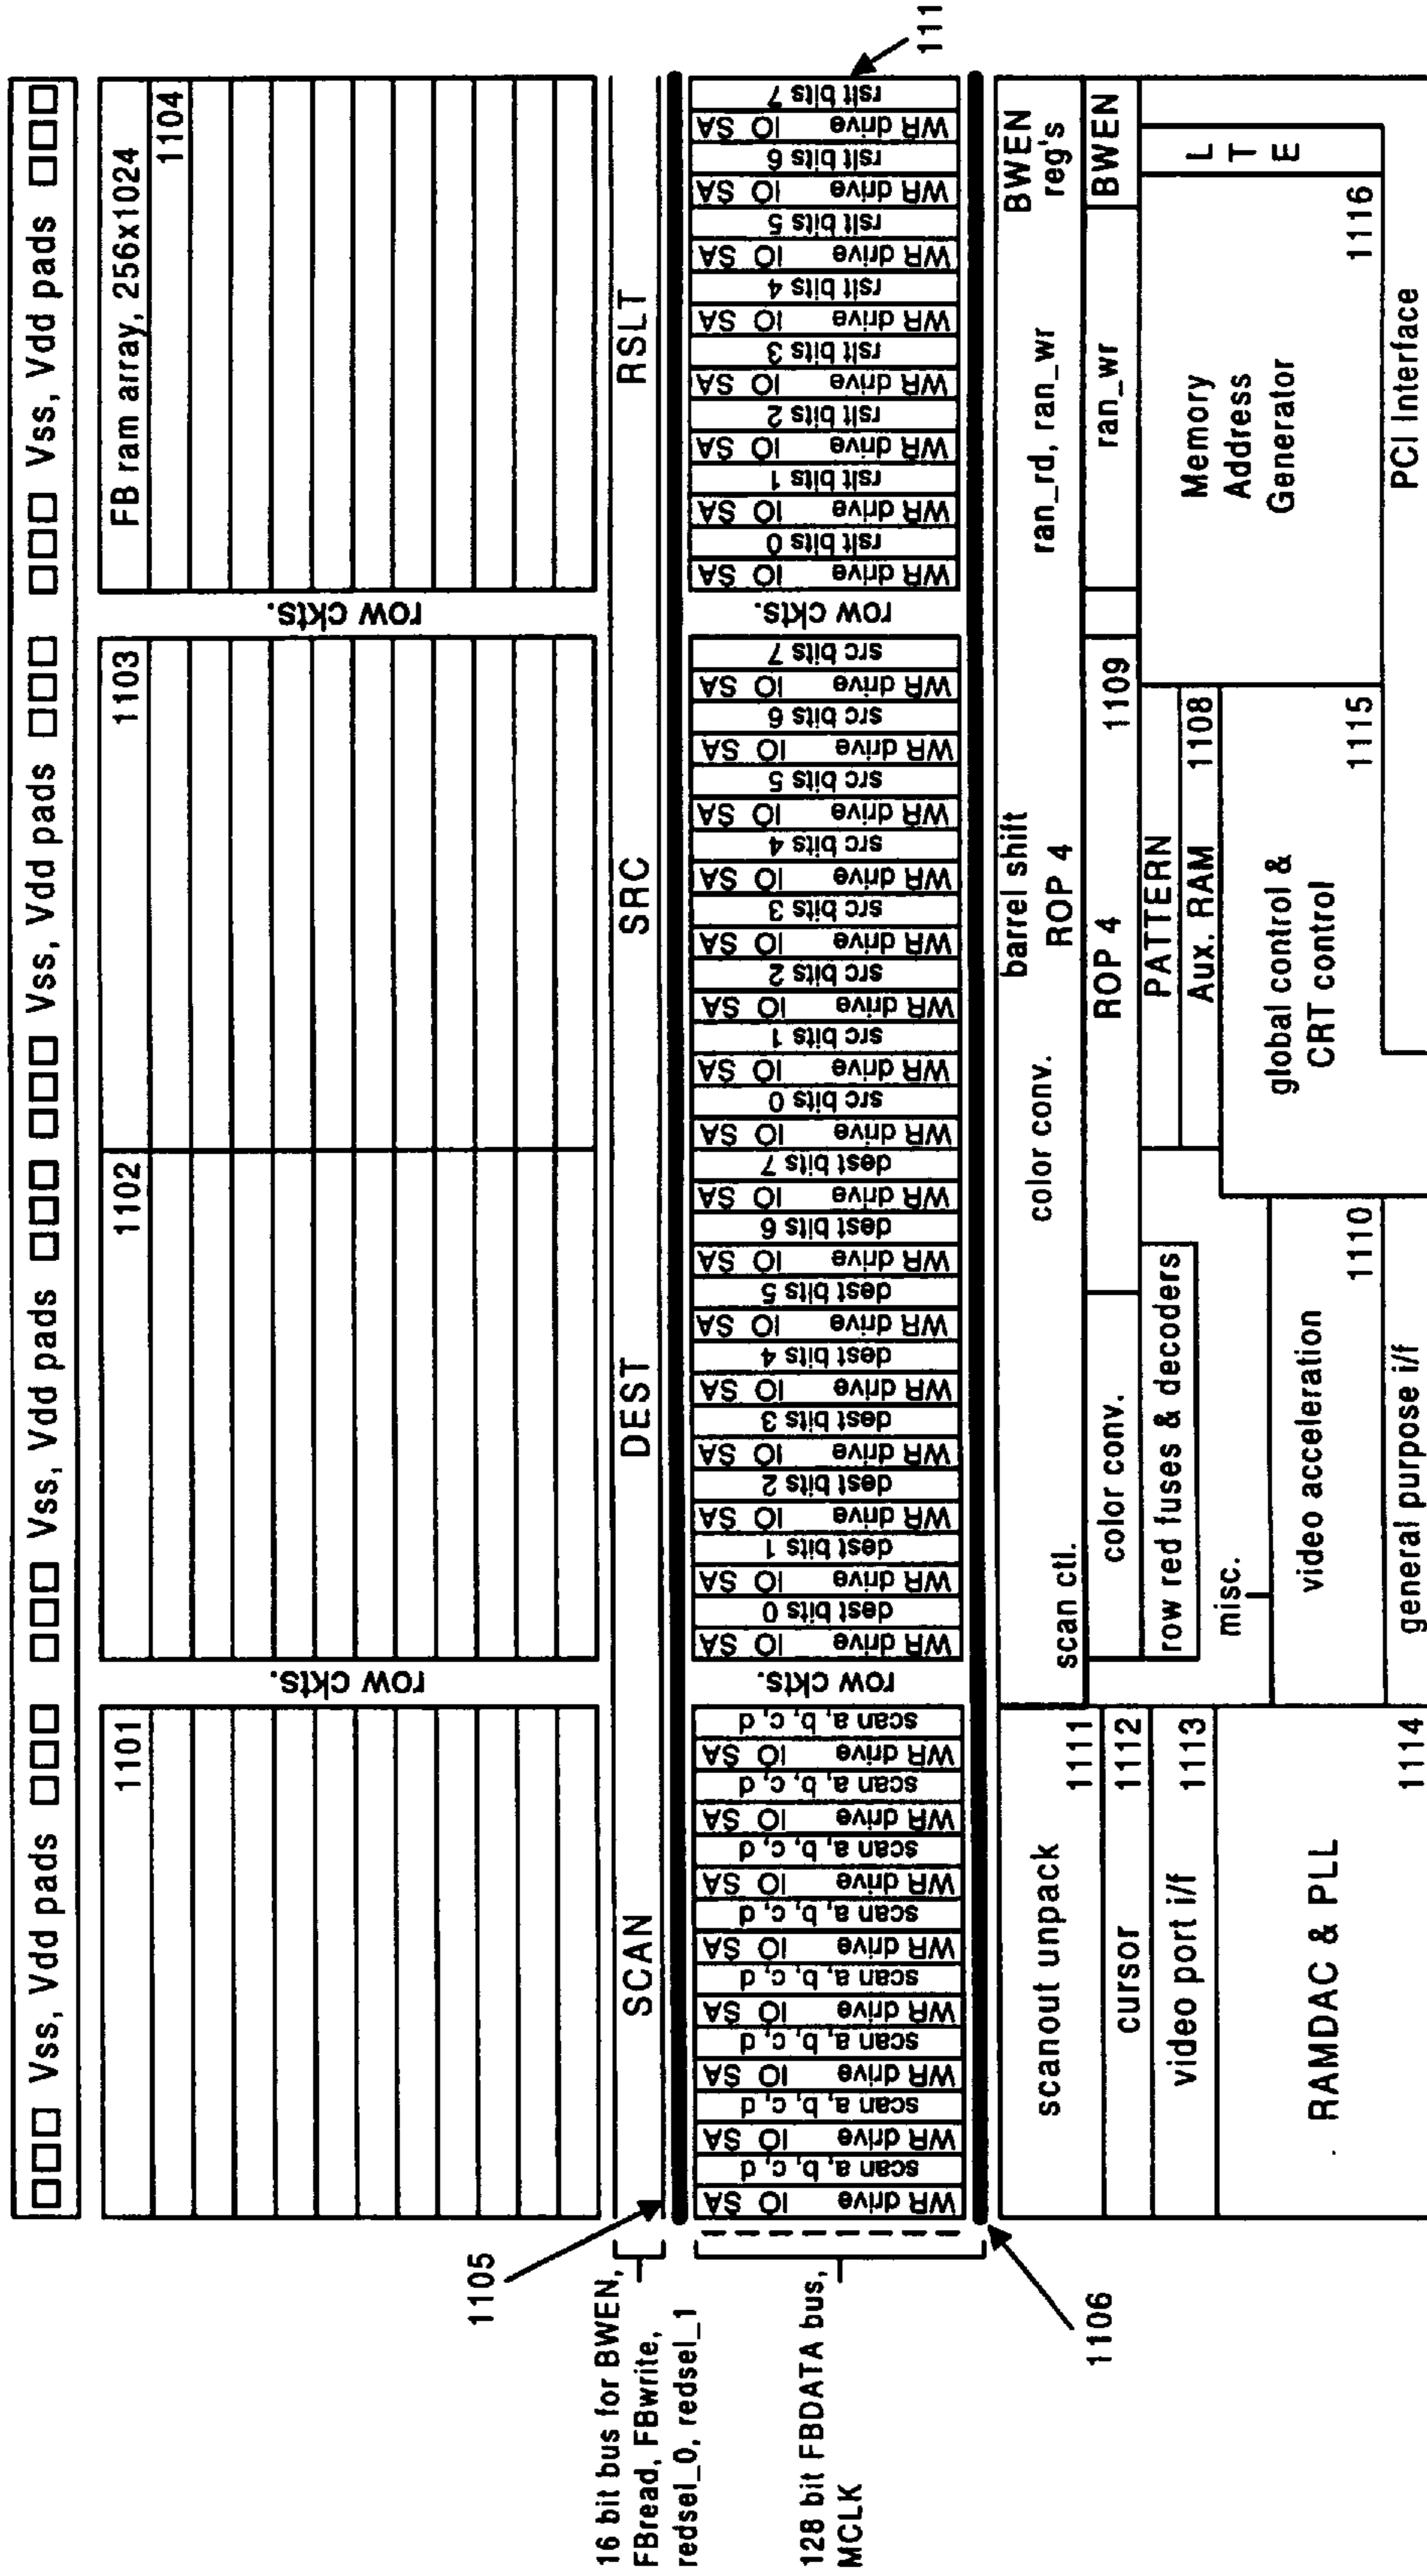 Vss, Vdd pads
Vss, Vdd pads
Vss, Vdd pads
Vss, Vdd pads
1101
row ckts.
1102
1103
row ckts.
FB ram array, 256x1024
1104
1105
16 bit bus for BWEN,
FBread, FBwrite,
redsel_0, redsel_1
SCAN
DEST
SRC
RSLT
128 bit FBDATA bus,
MCLK
1106
WR drive IO SA
scan a, b, c, d
WR drive IO SA
scan a, b, c, d
WR drive IO SA
scan a, b, c, d
WR drive IO SA
scan a, b, c, d
WR drive IO SA
scan a, b, c, d
WR drive IO SA
scan a, b, c, d
WR drive IO SA
scan a, b, c, d
WR drive IO SA
scan a, b, c, d
row ckts.
WR drive IO SA
dest bits 0
WR drive IO SA
dest bits 1
WR drive IO SA
dest bits 2
WR drive IO SA
dest bits 3
WR drive IO SA
dest bits 4
WR drive IO SA
dest bits 5
WR drive IO SA
dest bits 6
WR drive IO SA
dest bits 7
WR drive IO SA
src bits 0
WR drive IO SA
src bits 1
WR drive IO SA
src bits 2
WR drive IO SA
src bits 3
WR drive IO SA
src bits 4
WR drive IO SA
src bits 5
WR drive IO SA
src bits 6
WR drive IO SA
src bits 7
row ckts.
WR drive IO SA
rslt bits 0
WR drive IO SA
rslt bits 1
WR drive IO SA
rslt bits 2
WR drive IO SA
rslt bits 3
WR drive IO SA
rslt bits 4
WR drive IO SA
rslt bits 5
WR drive IO SA
rslt bits 6
WR drive IO SA
rslt bits 7
111
scanout unpack
1111
cursor
1112
video port i/f
1113
RAMDAC & PLL
1114
scan ctl.
color conv.
barrel shift
ROP 4
ran_rd, ran_wr
BWEN
reg's
color conv.
ROP 4
1109
ran_wr
BWEN
row red fuses & decoders
PATTERN
Aux. RAM 1108
misc.
video acceleration
1110
general purpose i/f
global control &
CRT control
1115
Memory
Address
Generator
1116
L
T
E
PCI Interface